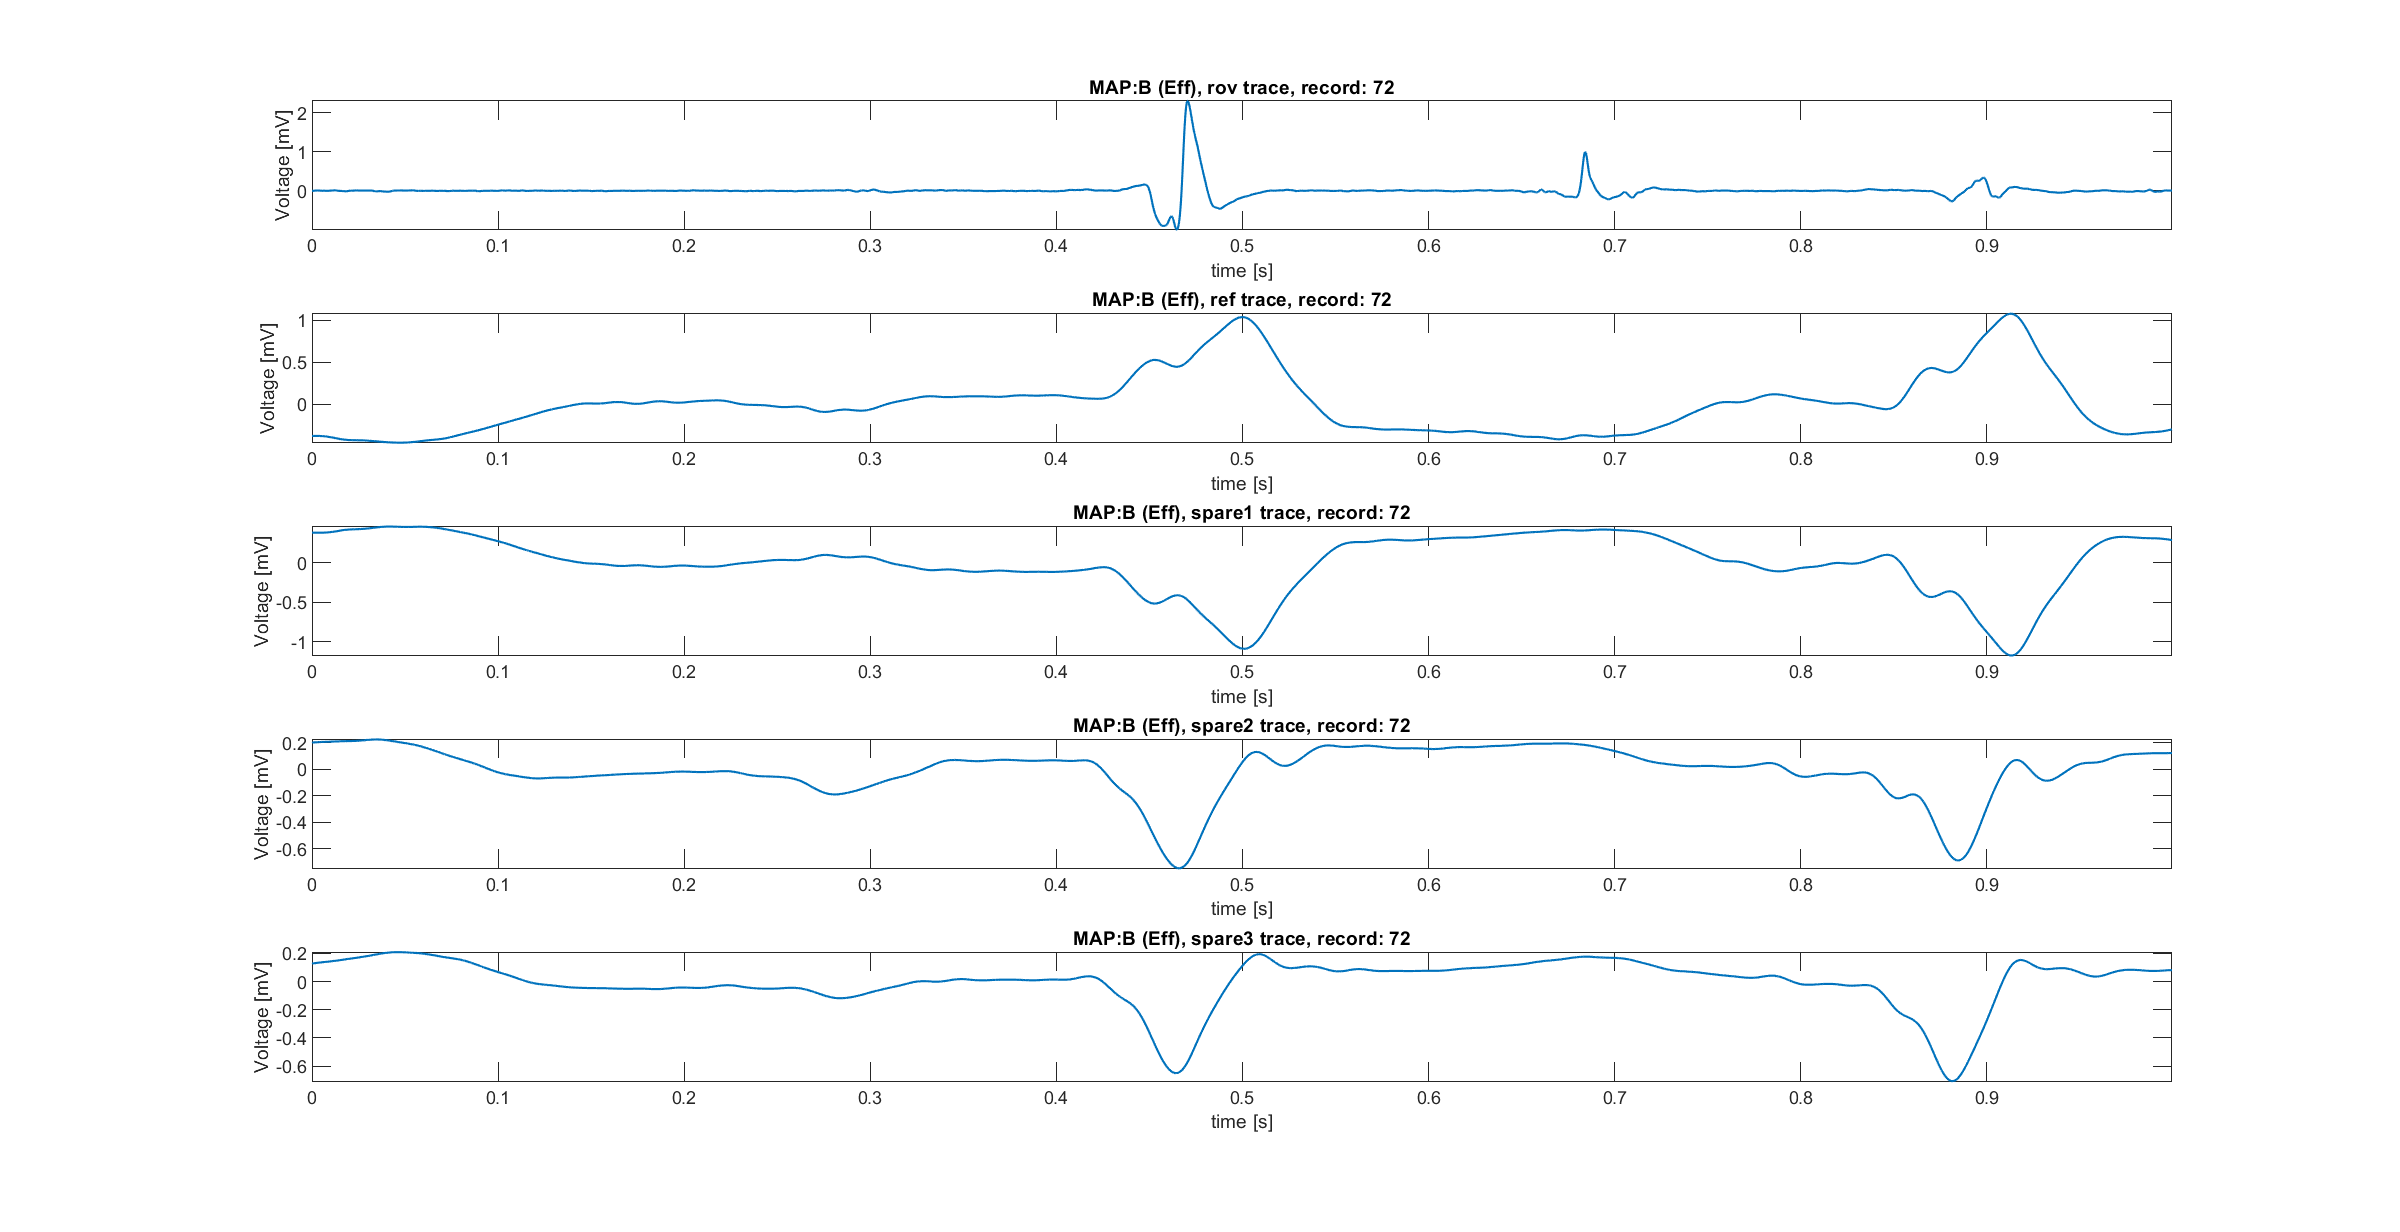 MAP:B (Eff), rov trace, record: 72
Voltage [mV]
2
1
0
0 0.1 0.2 0.3 0.4 0.5 0.6 0.7 0.8 0.9
time [s]
MAP:B (Eff), ref trace, record: 72
Voltage [mV]
1
0.5
0
0 0.1 0.2 0.3 0.4 0.5 0.6 0.7 0.8 0.9
time [s]
MAP:B (Eff), spare1 trace, record: 72
Voltage [mV]
0
-0.5
-1
0 0.1 0.2 0.3 0.4 0.5 0.6 0.7 0.8 0.9
time [s]
MAP:B (Eff), spare2 trace, record: 72
Voltage [mV]
0.2
0
-0.2
-0.4
-0.6
0 0.1 0.2 0.3 0.4 0.5 0.6 0.7 0.8 0.9
time [s]
MAP:B (Eff), spare3 trace, record: 72
Voltage [mV]
0.2
0
-0.2
-0.4
-0.6
0 0.1 0.2 0.3 0.4 0.5 0.6 0.7 0.8 0.9
time [s]